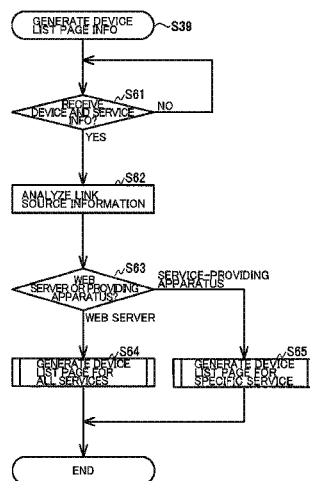 GENERATE DEVICE
LIST PAGE INFO
S39
S61
RECEIVE
DEVICE AND SERVICE
INFO?
NO
YES
S62
ANALYZE LINK
SOURCE INFORMATION
S63
WEB
SERVER OR PROVIDING
APPARATUS?
SERVICE-PROVIDING
APPARATUS
WEB SERVER
S64
GENERATE DEVICE
LIST PAGE FOR
ALL SERVICES
S65
GENERATE DEVICE
LIST PAGE FOR
SPECIFIC SERVICE
END